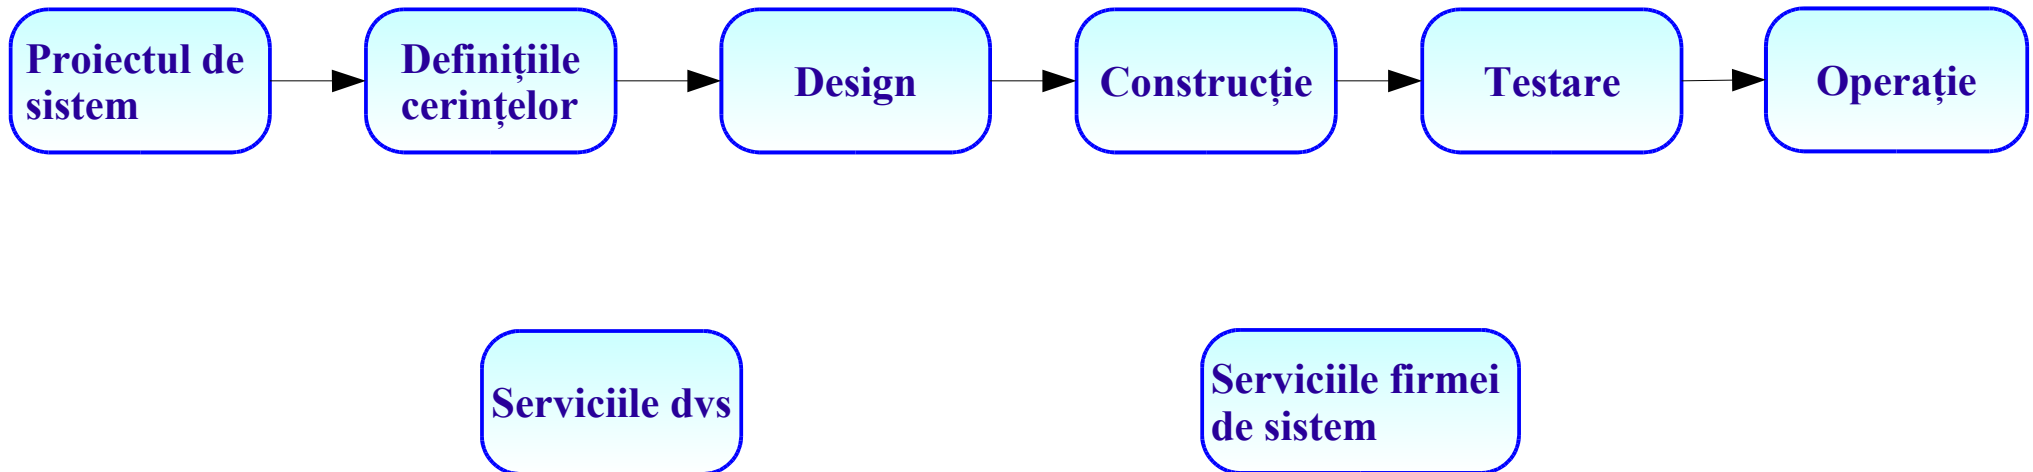 Proiectul de
sistem
Definițiile
cerințelor
Design
Construcție
Testare
Operație
Serviciile dvs
Serviciile firmei
de sistem